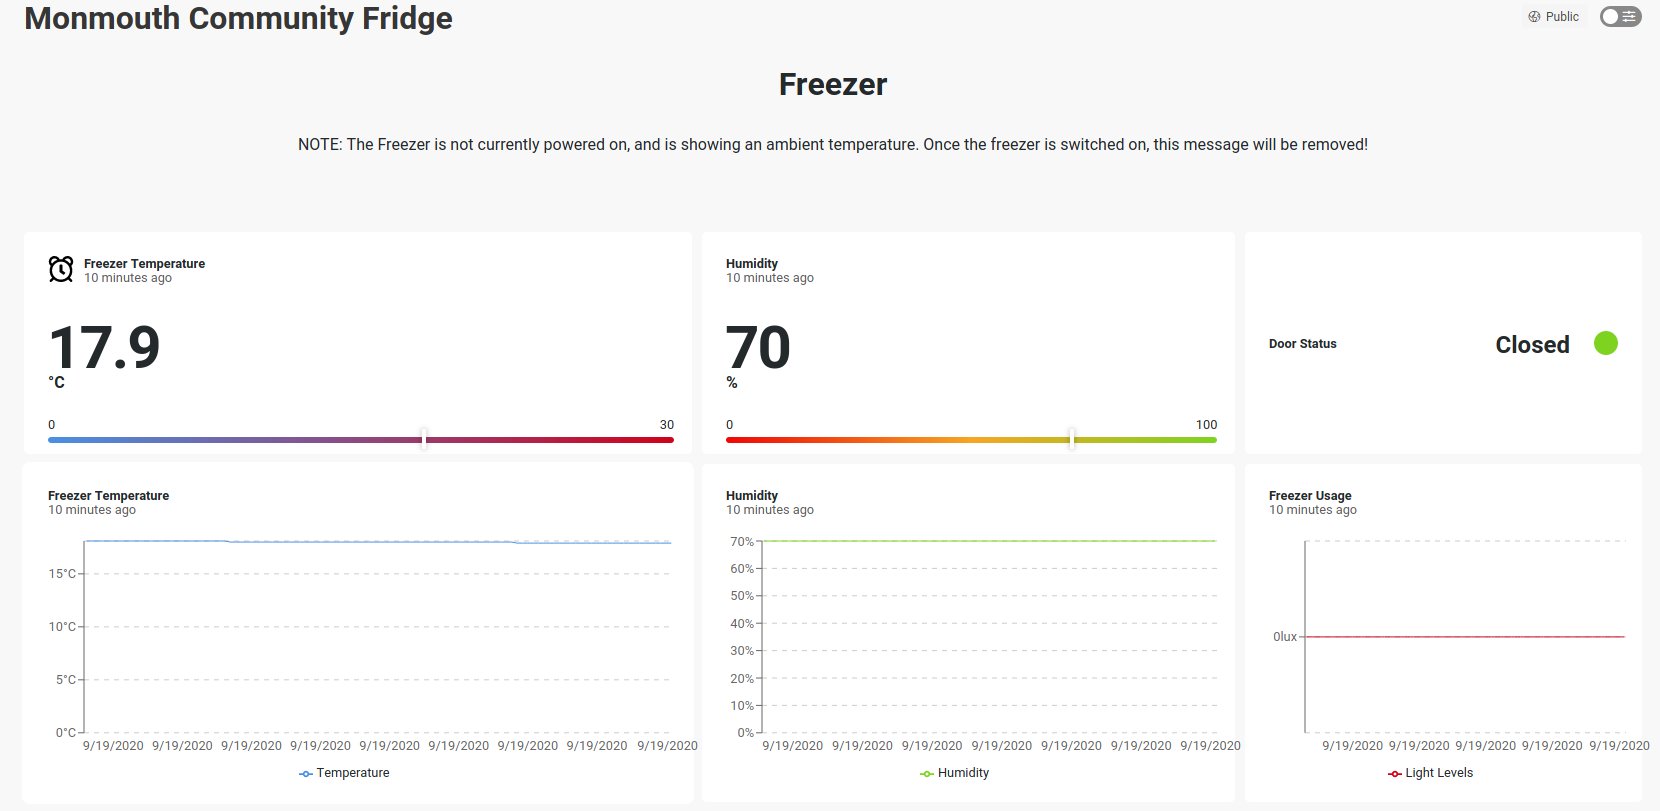 Monmouth Community Fridge
Public
Freezer
NOTE: The Freezer is not currently powered on, and is showing an ambient temperature. Once the freezer is switched on, this message will be removed!
Freezer Temperature
10 minutes ago
17.9
°C
0 30
Humidity
10 minutes ago
70
%
0 100
Door Status Closed
Freezer Temperature
10 minutes ago
15°C
10°C
5°C
0°C
9/19/2020 9/19/2020 9/19/2020 9/19/2020 9/19/2020 9/19/2020 9/19/2020 9/19/2020 9/19/2020
Temperature
Humidity
10 minutes ago
70%
60%
50%
40%
30%
20%
10%
0%
9/19/2020 9/19/2020 9/19/2020 9/19/2020 9/19/2020 9/19/2020 9/19/2020
Humidity
Freezer Usage
10 minutes ago
0lux
9/19/2020 9/19/2020 9/19/2020 9/19/2020 9/19/2020
Light Levels